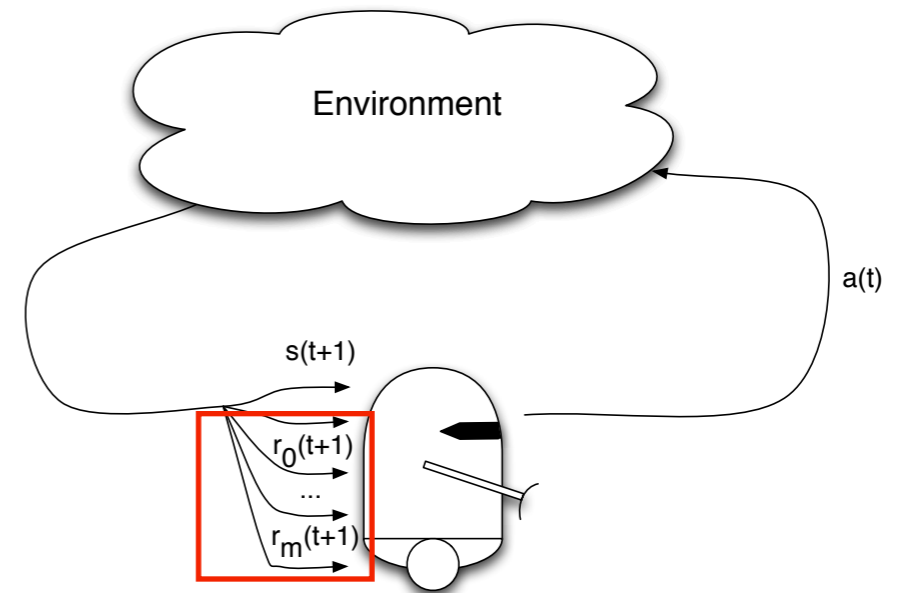 Environment
a(t)
s(t+1)
r0(t+1)
...
rm(t+1)